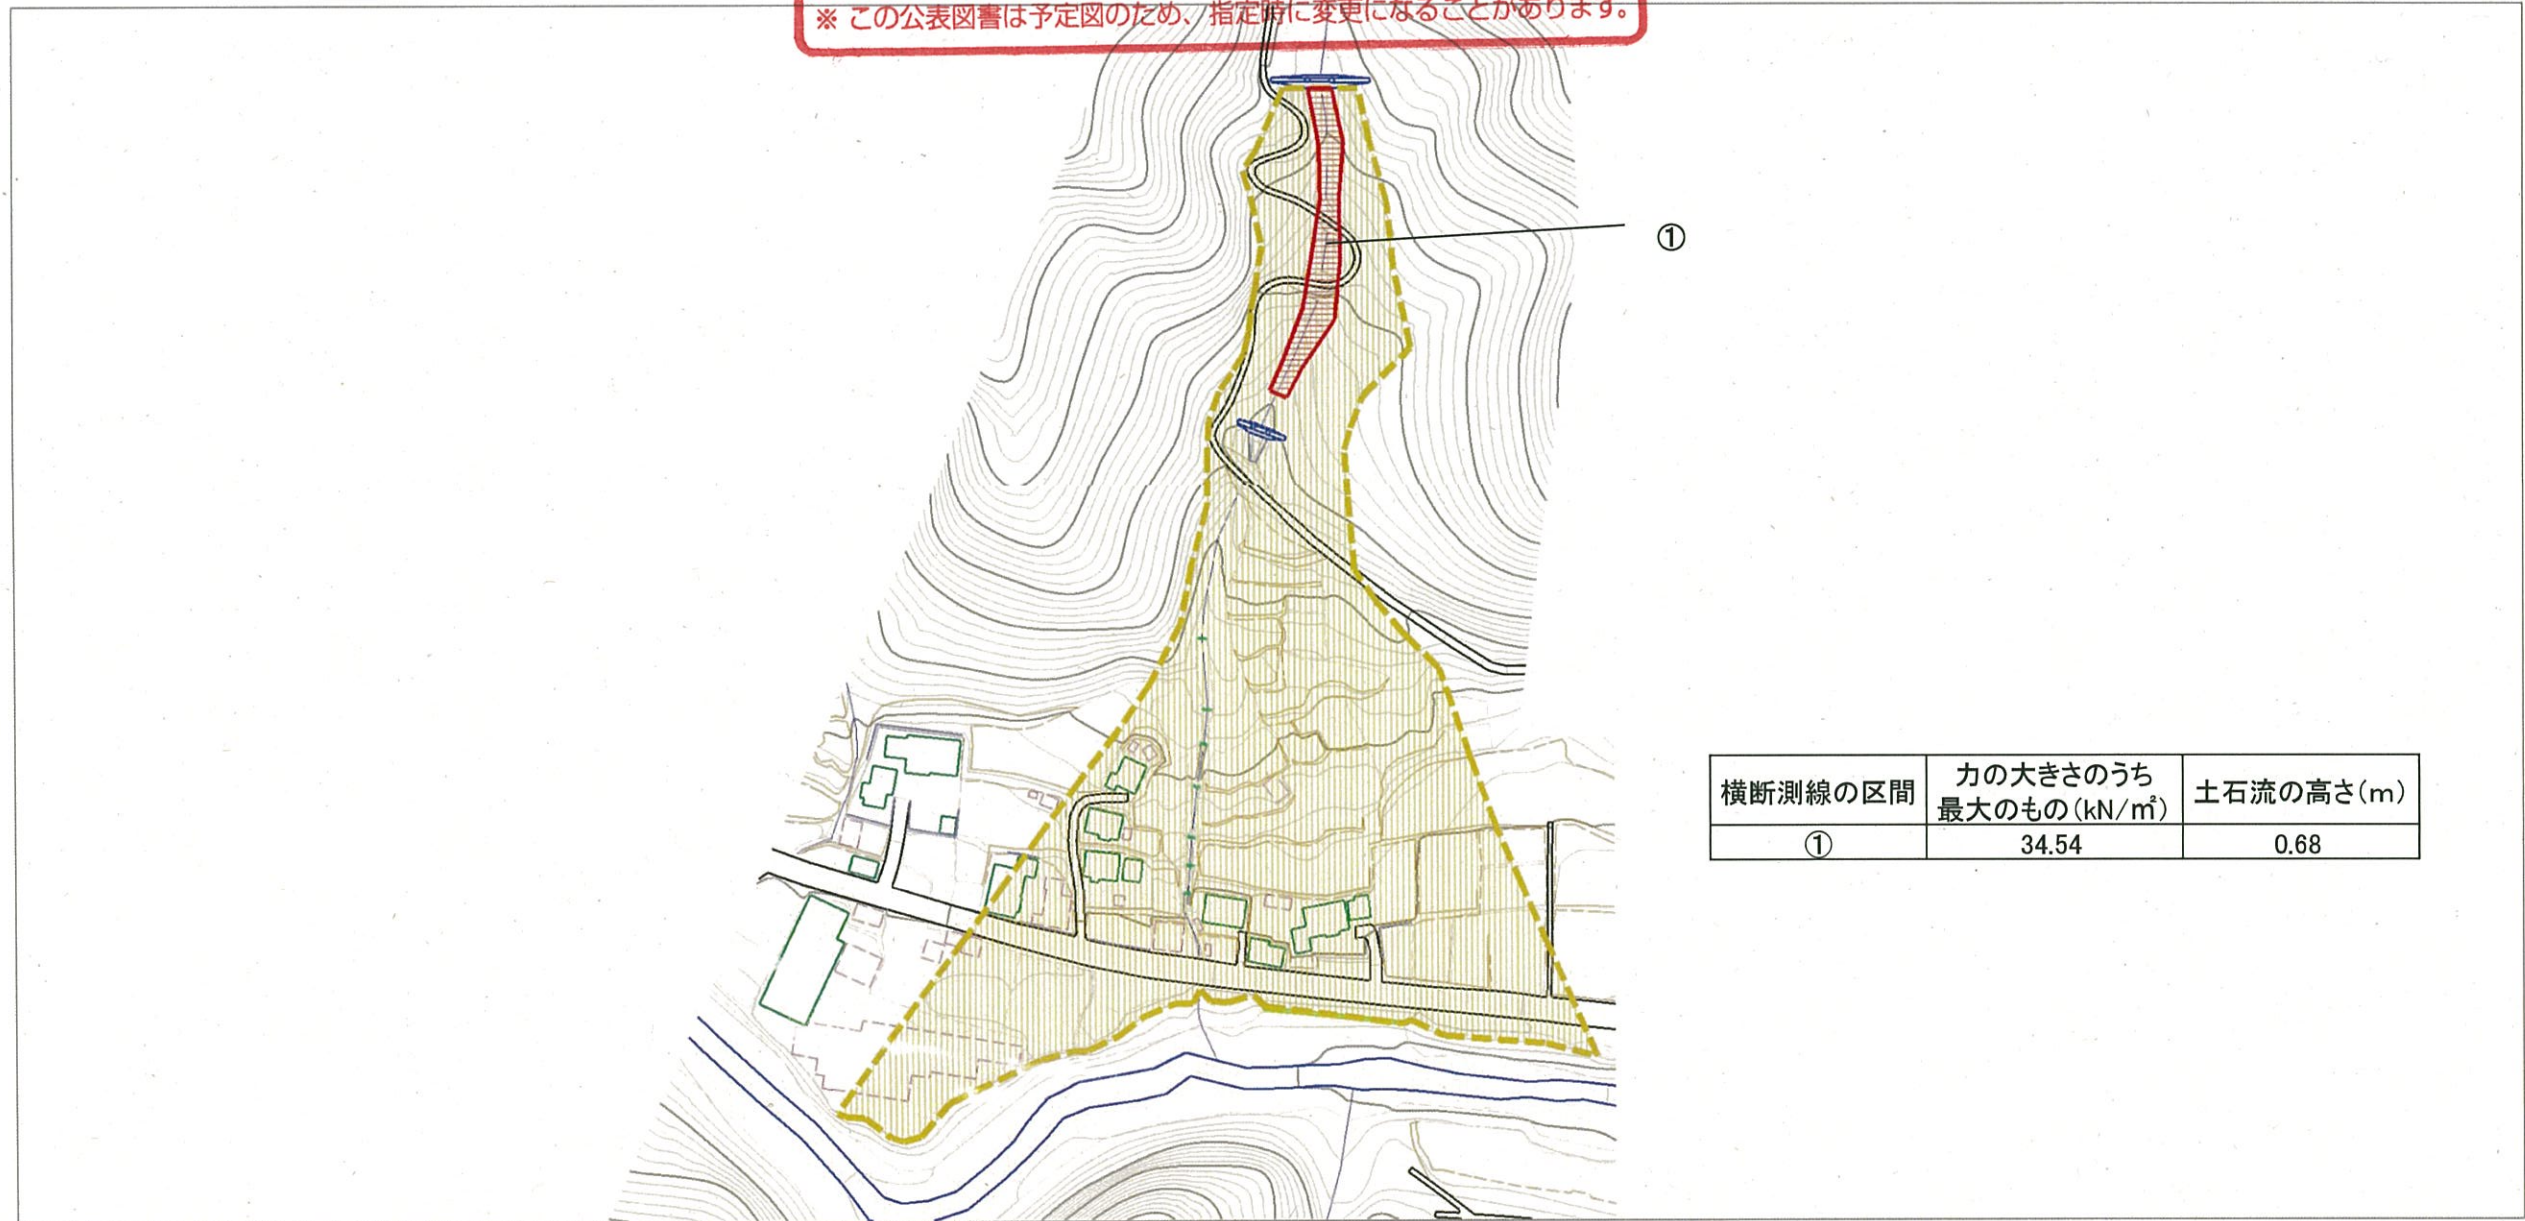 ※ この公表図書は予定図のため、指定時に変更になることがあります。
①
横断測線の区間
力の大きさのうち
最大のもの(kN/㎡)
土石流の高さ(m)
① 34.54 0.68